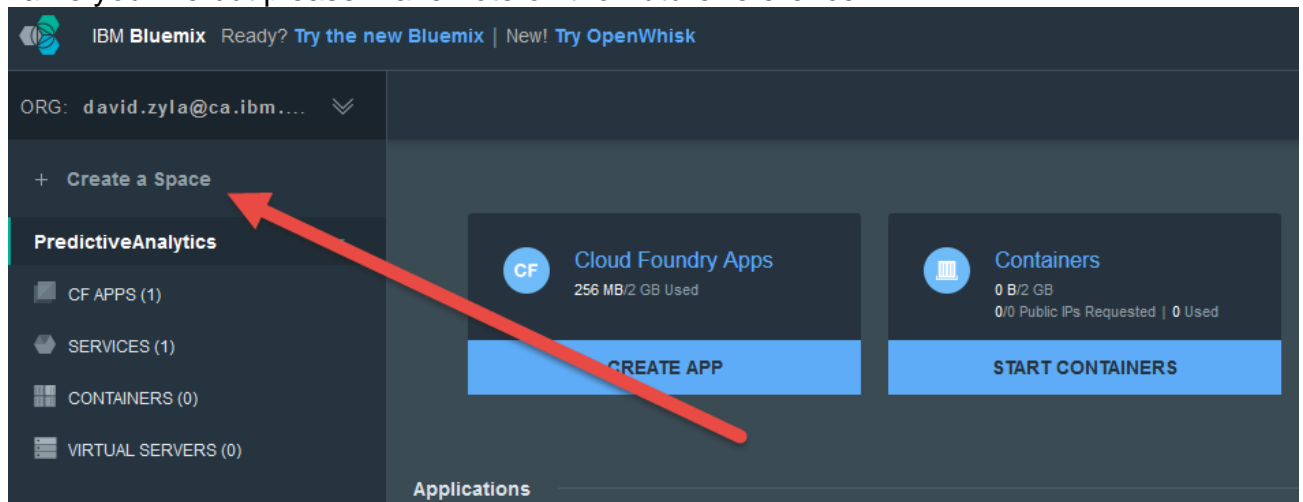 IBM Bluemix Ready? Try the new Bluemix | New! Try OpenWhisk
ORG: david.zyla@ca.ibm....
+ Create a Space
PredictiveAnalytics
CF APPS (1)
SERVICES (1)
CONTAINERS (0)
VIRTUAL SERVERS (0)
CF
Cloud Foundry Apps
256 MB/2 GB Used
CREATE APP
Containers
0 B/2 GB
0/0 Public IPs Requested | 0 Used
START CONTAINERS
Applications